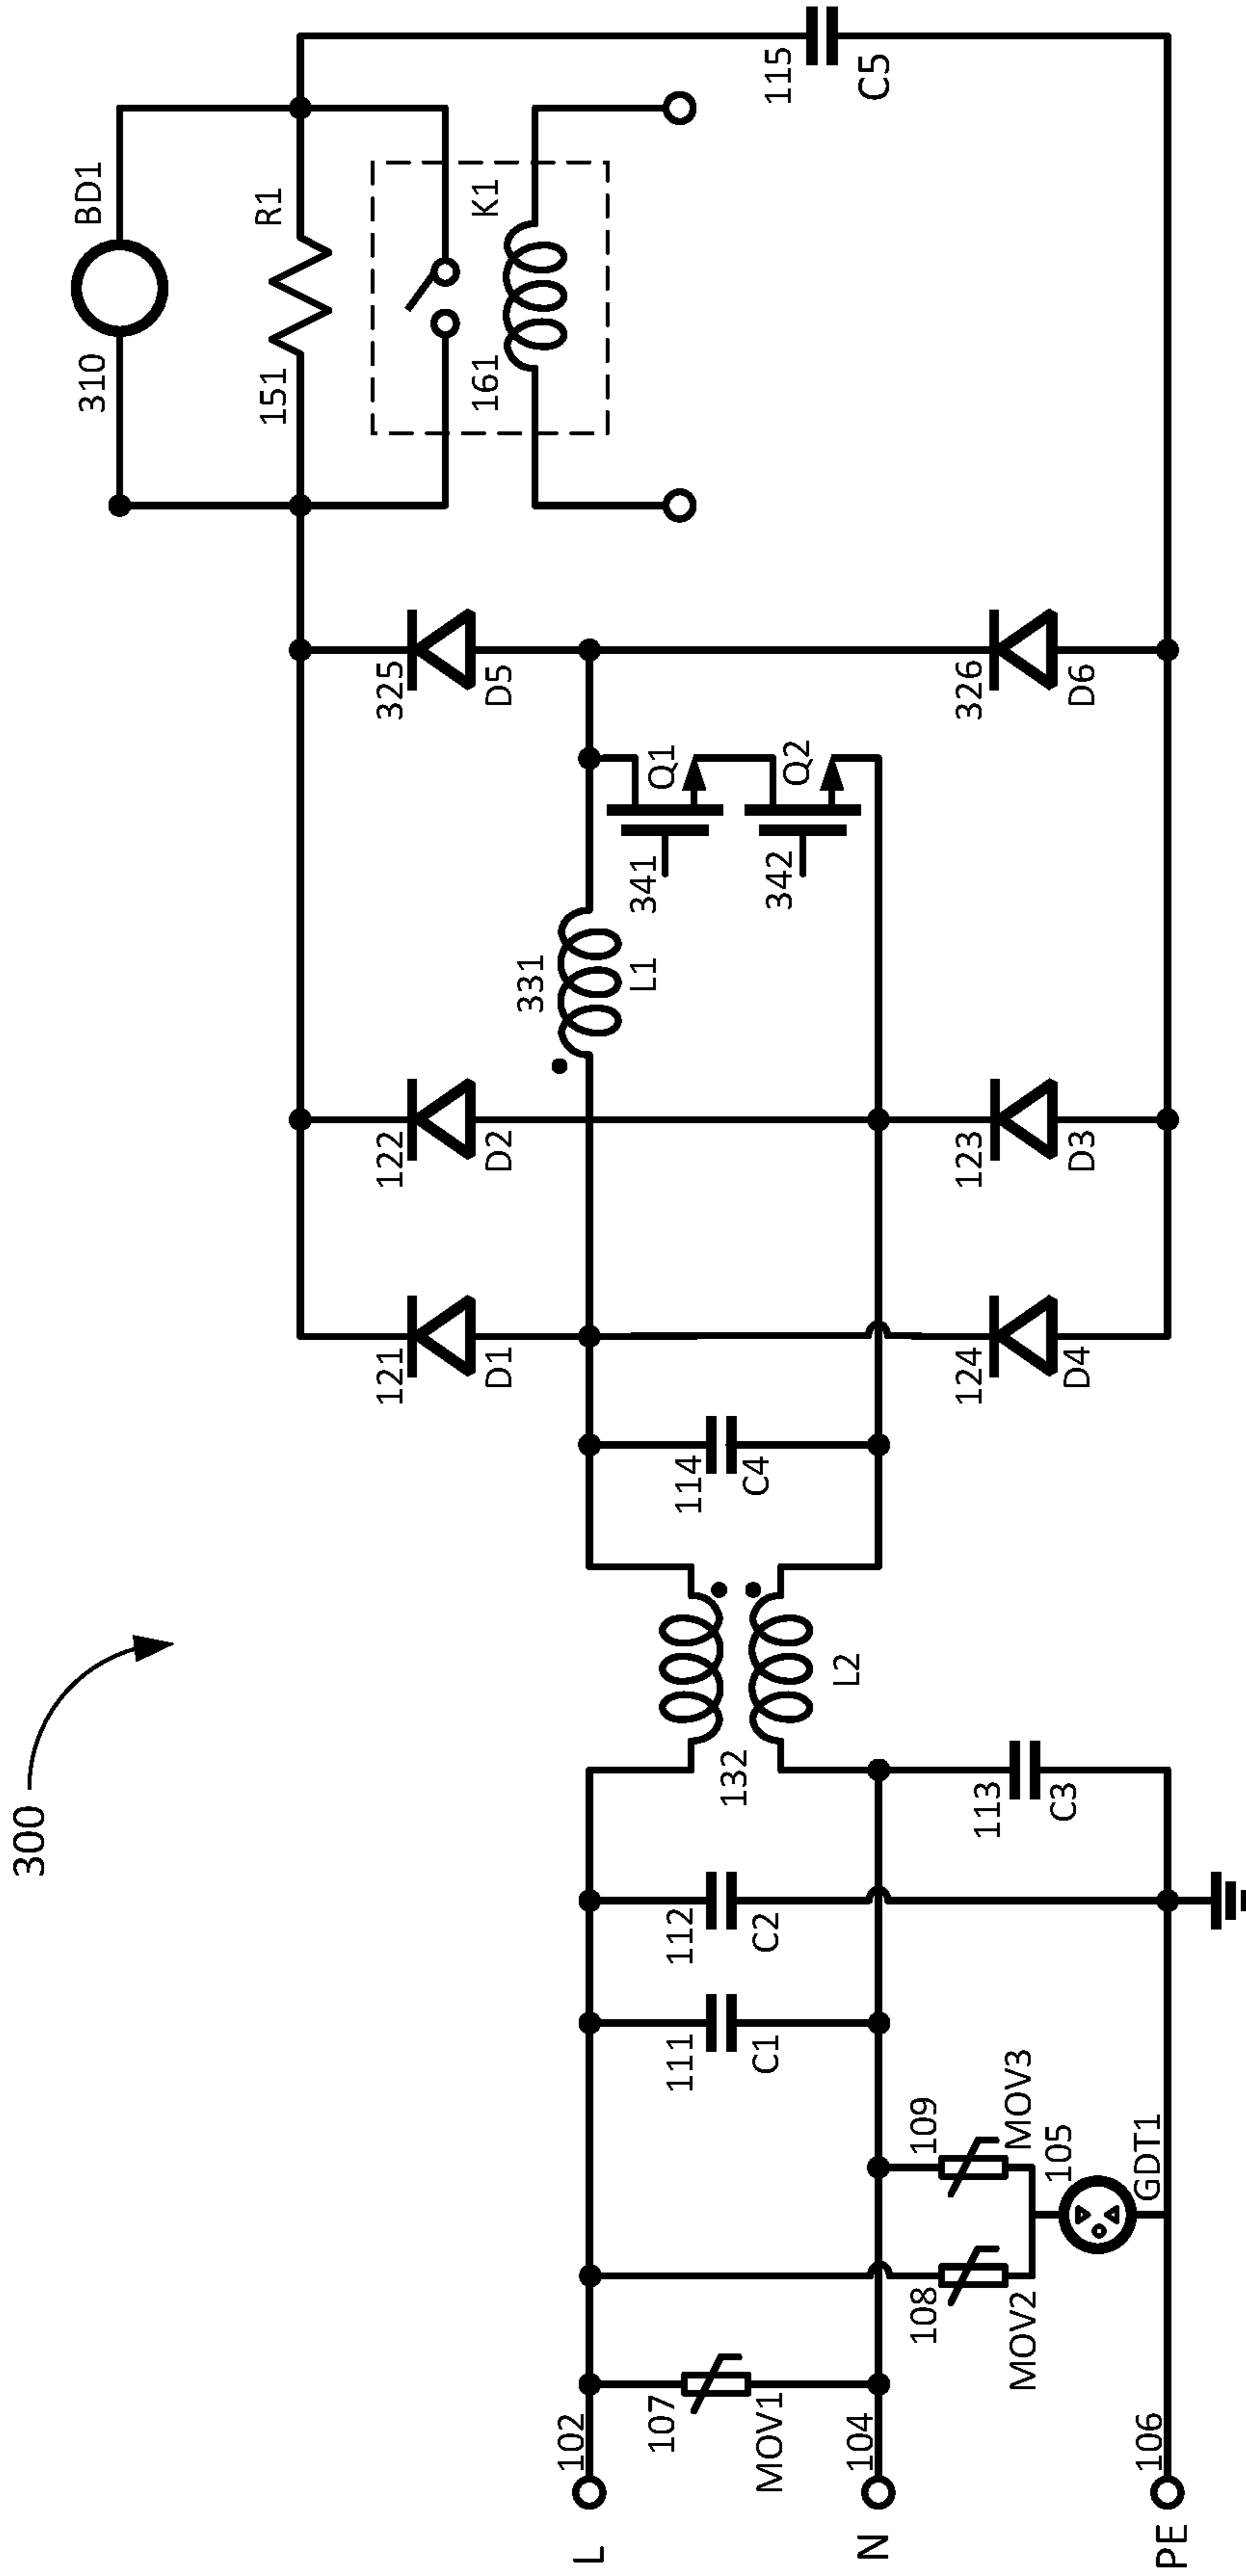 300
310
BD1
151
R1
161
K1
115
C5
121
D1
122
D2
325
D5
331
L1
341
Q1
342
Q2
124
D4
123
D3
326
D6
114
C4
132
L2
111
C1
112
C2
113
C3
L
102
107
MOV1
N
104
108
MOV2
109
MOV3
105
GDT1
PE
106